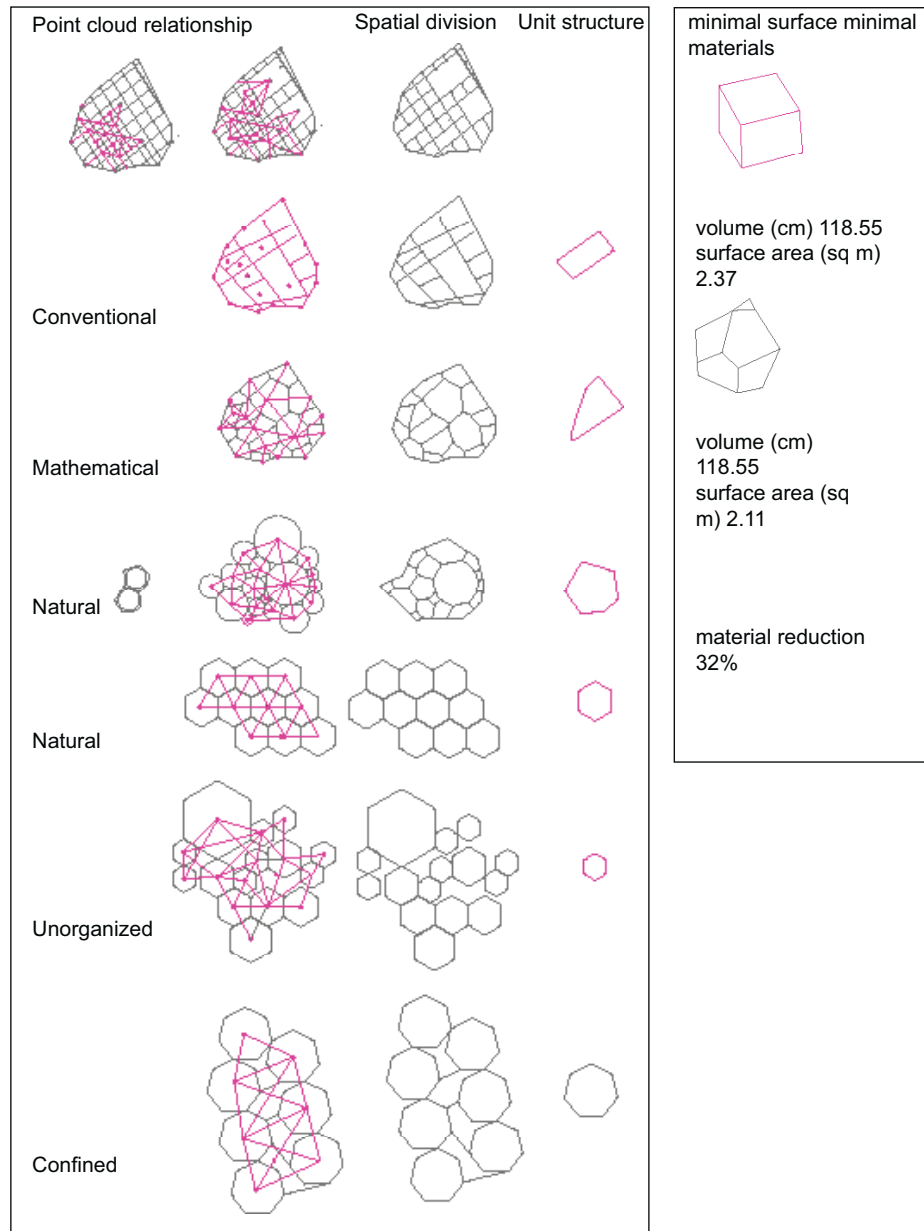 Point cloud relationship
Spatial division
Unit structure
Conventional
Mathematical
Natural
Natural
Unorganized
Confined
minimal surface minimal
materials
volume (cm) 118.55
surface area (sq m)
2.37
volume (cm)
118.55
surface area (sq
m) 2.11
material reduction
32%